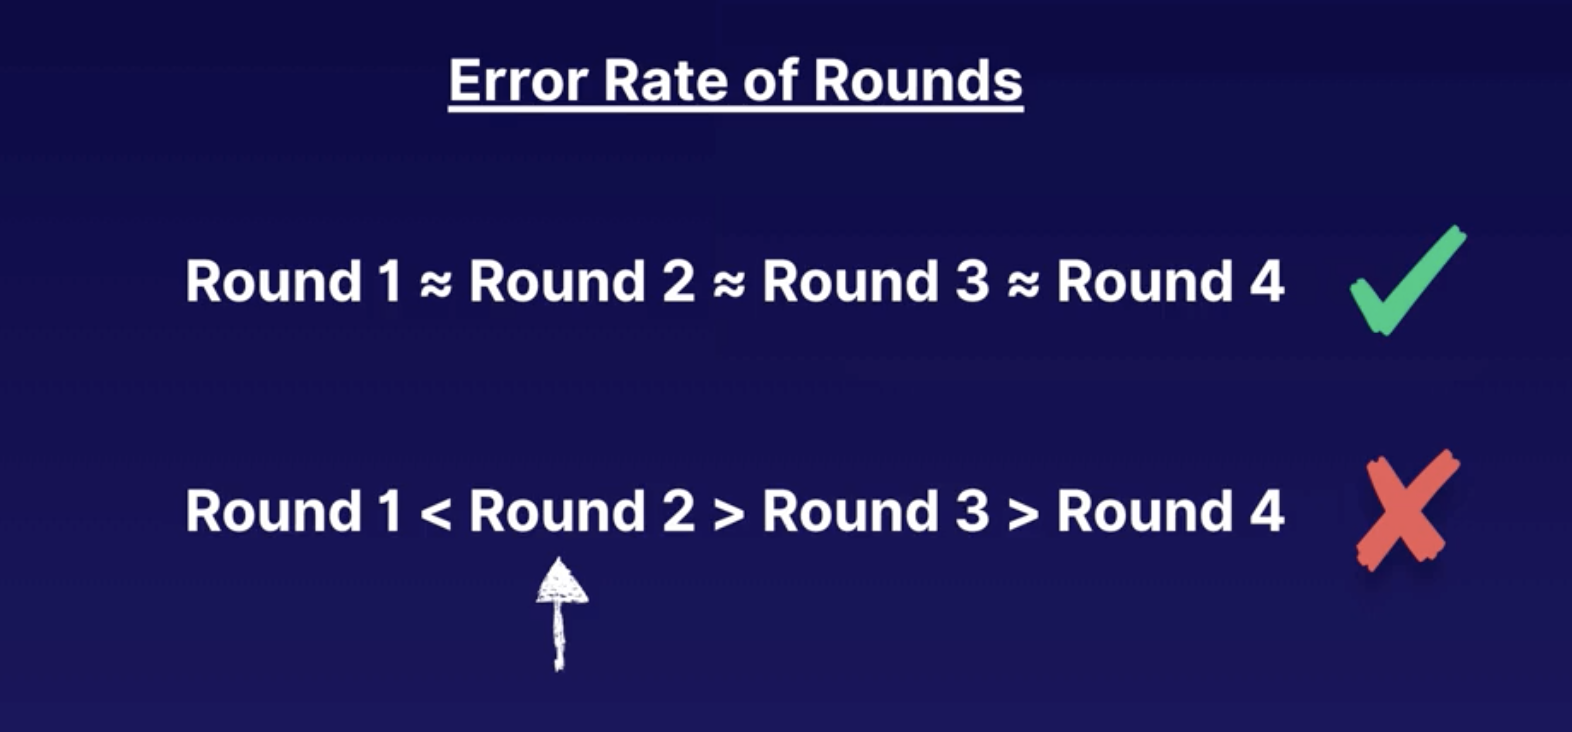 Error Rate of Rounds
Round 1 ≈ Round 2 ≈ Round 3 ≈ Round 4
Round 1 < Round 2 > Round 3 > Round 4